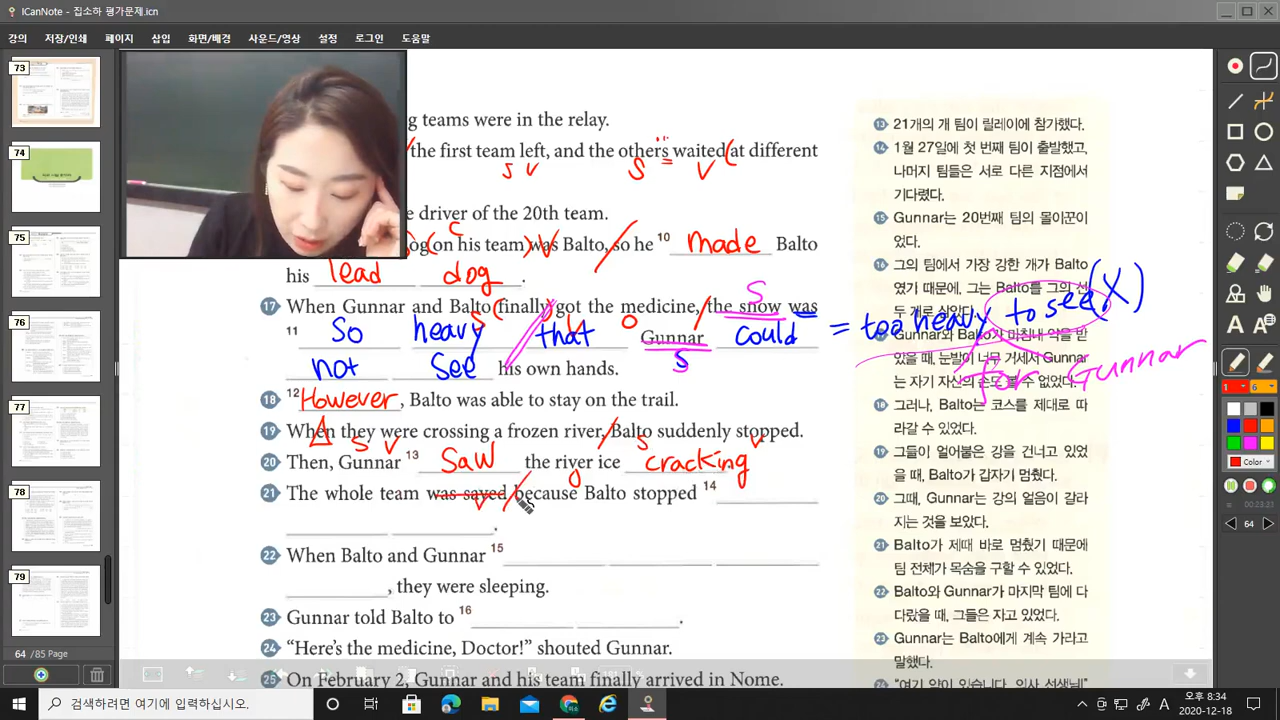 ICanNote - 집소하 평가문제.imf
강의 저장/인쇄 페이지 삽입 화면/배경 사운드/영상 설정 로그인 도움말
73
74
75
76
77
78
79
64 /85 Page
g teams were in the relay.
the first team left, and the others waited at different
s v s v
e driver of the 20th team.
og on his team was Balto, so he 10 made Balto
his lead dog.
17 When Gunnar and Balto finally got the medicine, the snow was
11 so heavy that Gunnar could = too heavy to see (X)
not see his own hands. for Gunnar
18 12 However, Balto was able to stay on the trail.
19 When they were crossing a frozen river, Balto suddenly stopped.
20 Then, Gunnar 13 saw the river ice cracking
21 The whole team was saved because Balto stopped 14
22 When Balto and Gunnar 15
, they were sleeping.
23 Gunnar told Balto to 16 .
24 “Here’s the medicine, Doctor!” shouted Gunnar.
25 On February 2, Gunnar and his team finally arrived in Nome.
13 21개의 개 팀이 릴레이에 참가했다.
14 1월 27일에 첫 번째 팀이 출발했고,
나머지 팀들은 서로 다른 지점에서
기다렸다.
15 Gunnar는 20번째 팀의 몰이꾼이
었다.
16 그의 팀에서 가장 강한 개가 Balto
였기 때문에, 그는 Balto를 그의 선
두 개로 삼았다.
Gunnar와 Balto가 마침내 약을 받
았을 때, 눈발이 너무 거세서 Gunnar
는 자기 자신의 손도 볼 수 없었다.
18 그러나, Balto는 코스를 제대로 따
라갈 수 있었다.
19 그들이 얼어붙은 강을 건너고 있었
을 때, Balto가 갑자기 멈췄다.
20 그때, Gunnar는 강의 얼음이 갈라
지는 것을 보았다.
21 Balto가 제때 바로 멈췄기 때문에
팀 전체가 목숨을 구할 수 있었다.
22 Balto와 Gunnar가 마지막 팀에 다
다랐을 때, 그들은 자고 있었다.
23 Gunnar는 Balto에게 계속 가라고
말했다.
24 “여기 약이 있습니다, 의사 선생님!”
1 6
Color
00:23:23
64
검색하려면 여기에 입력하십시오.
A 오후 8:34
2020-12-18